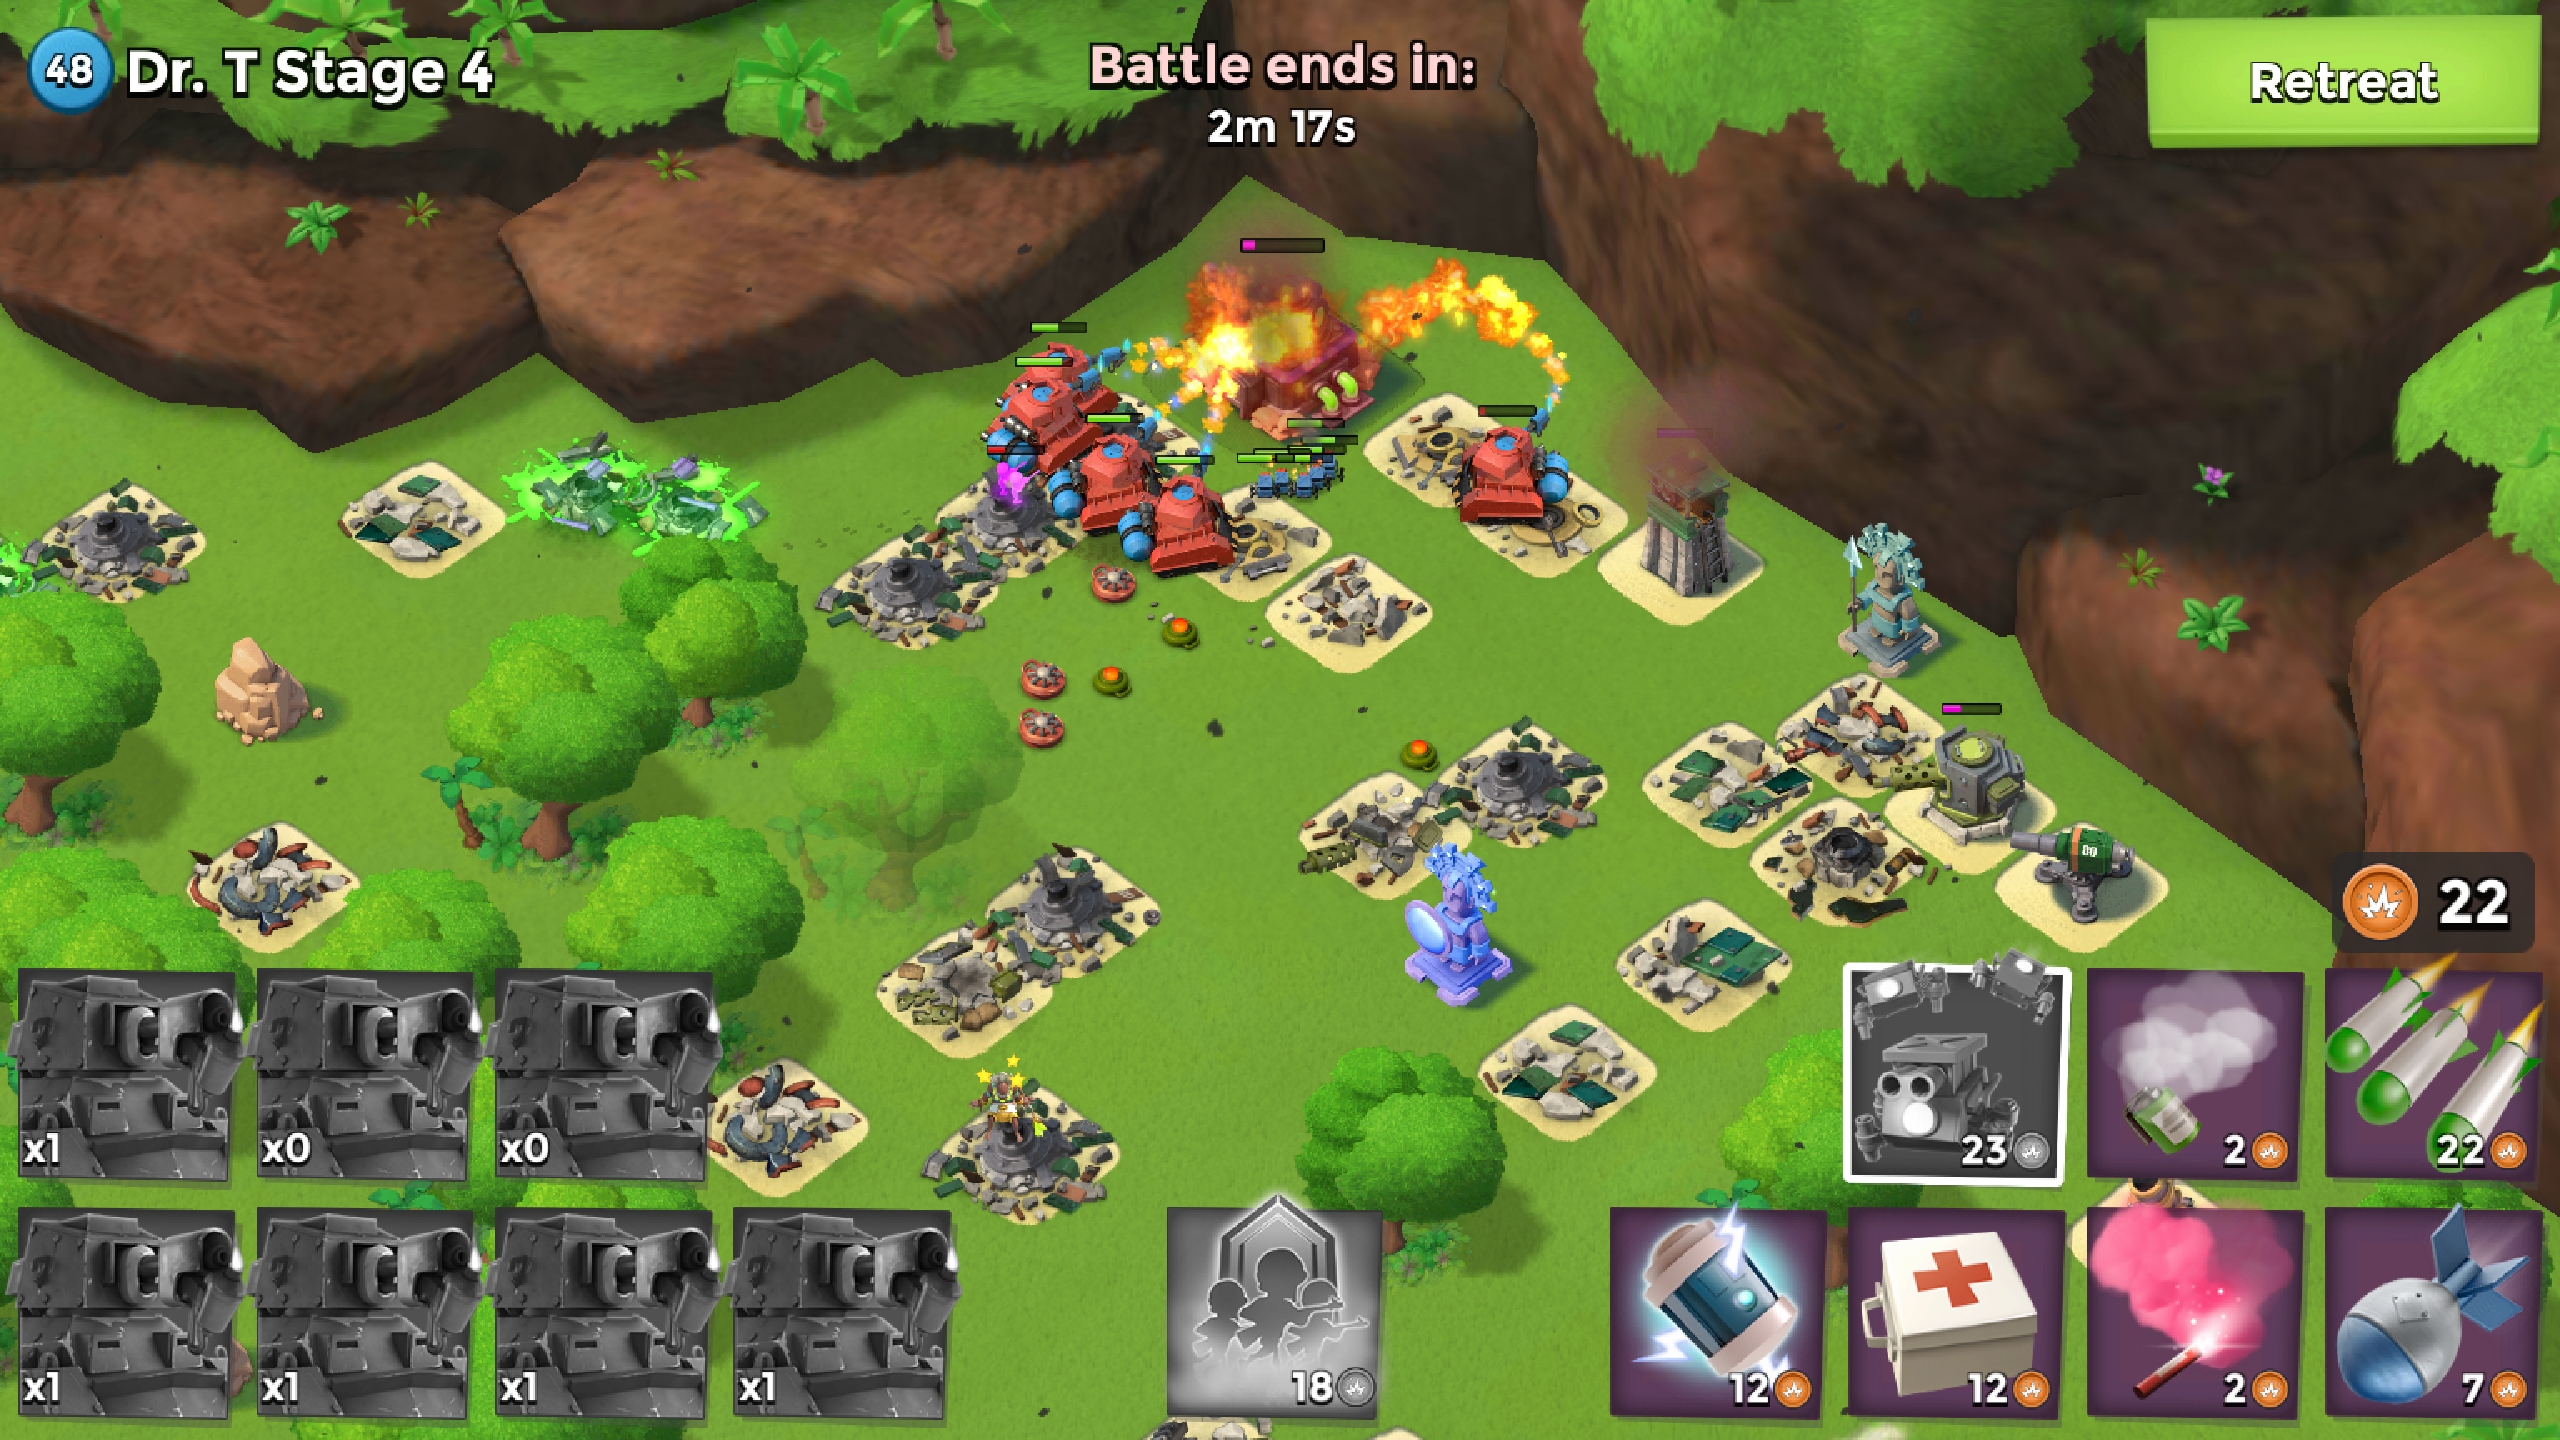 48 Dr. T Stage 4
Battle ends in:
2m 17s
Retreat
22
x1
x0
x0
23
2
22
x1
x1
x1
x1
18
12
12
2
7